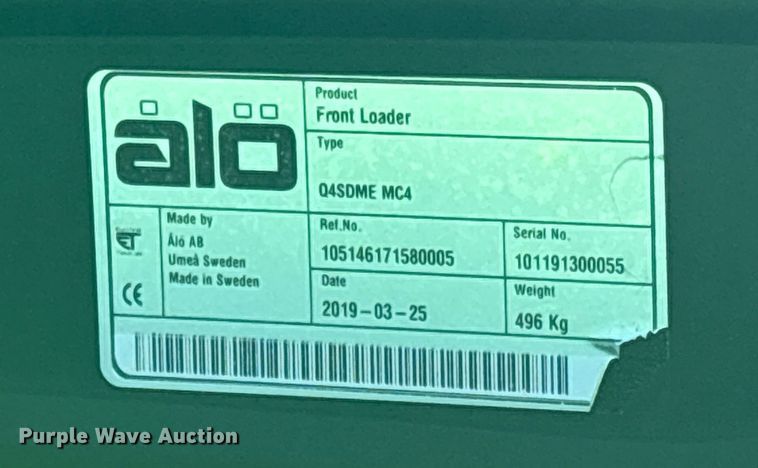 ålö
Product
Front Loader
Type
Q4SDME MC4
Made by
Ålö AB
Umeå Sweden
Made in Sweden
Ref.No.
105146171580005
Serial No.
101191300055
Date
2019-03-25
Weight
496 Kg
CE
Purple Wave Auction